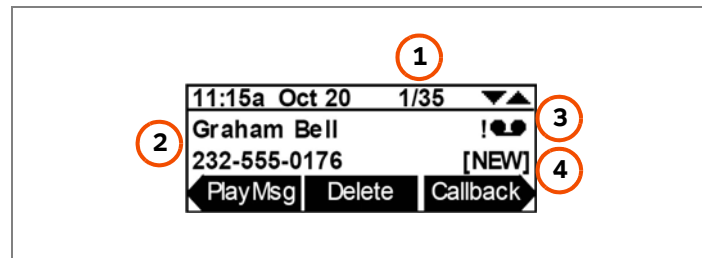 1
11:15a Oct 20 1/35
2
Graham Bell !
3
232-555-0176 [NEW]
4
PlayMsg Delete Callback